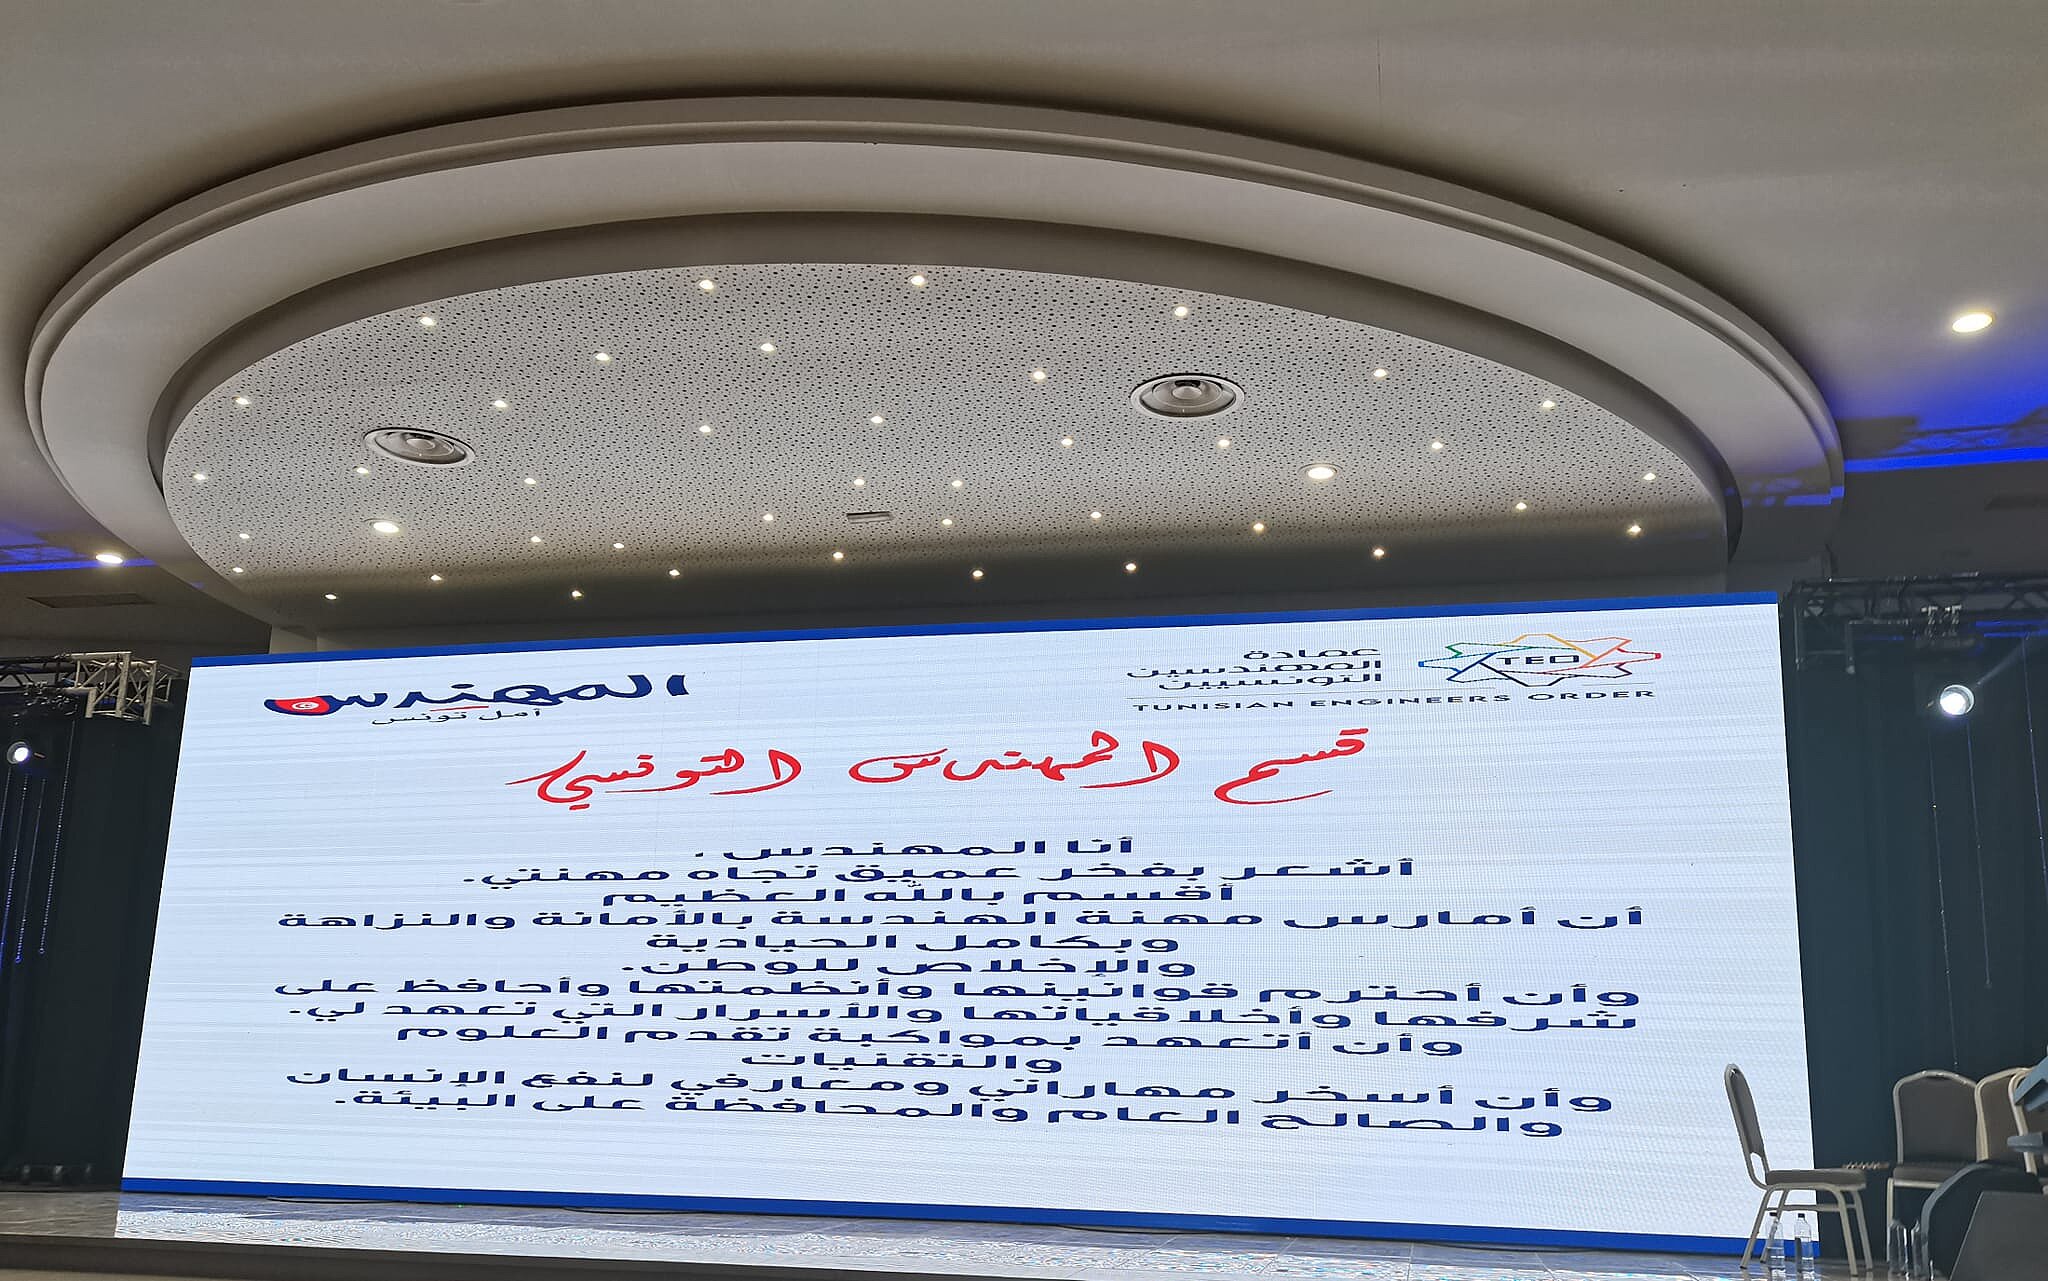 المهندس
أمل تونس
عمادة
المهندسين
التونسيين
TEO
TUNISIAN ENGINEERS ORDER
قسم المهندس التونسي
أنا المهندس ،
أشعر بفخر عميق تجاه مهنتي.
أقسم بالله العظيم
أن أمارس مهنة الهندسة بالأمانة والنزاهة
وبكامل الحيادية
والإخلاص للوطن.
وأن أحترم قوانينها وأنظمتها وأحافظ على
شرفها وأخلاقياتها والأسرار التي تعهد لي.
وأن أتعهد بمواكبة تقدم العلوم
والتقنيات
وأن أسخر مهاراتي ومعارفي لنفع الإنسان
والصالح العام والمحافظة على البيئة.